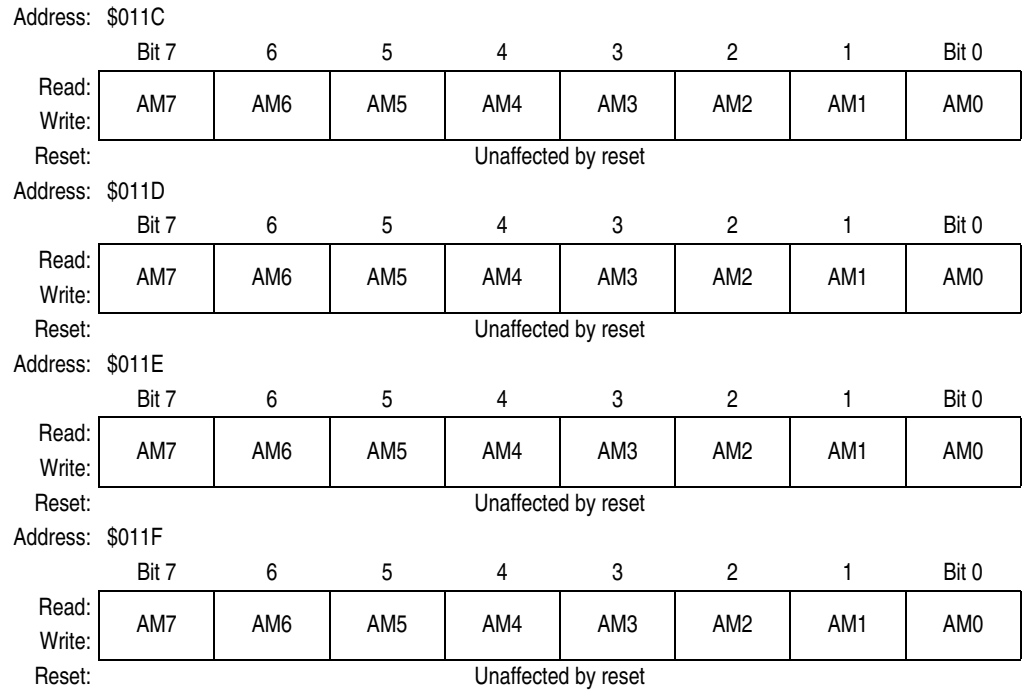 Address: $011C
Bit 7 6 5 4 3 2 1 Bit 0
Read:
AM7 AM6 AM5 AM4 AM3 AM2 AM1 AM0
Write:
Reset: Unaffected by reset
Address: $011D
Bit 7 6 5 4 3 2 1 Bit 0
Read:
AM7 AM6 AM5 AM4 AM3 AM2 AM1 AM0
Write:
Reset: Unaffected by reset
Address: $011E
Bit 7 6 5 4 3 2 1 Bit 0
Read:
AM7 AM6 AM5 AM4 AM3 AM2 AM1 AM0
Write:
Reset: Unaffected by reset
Address: $011F
Bit 7 6 5 4 3 2 1 Bit 0
Read:
AM7 AM6 AM5 AM4 AM3 AM2 AM1 AM0
Write:
Reset: Unaffected by reset